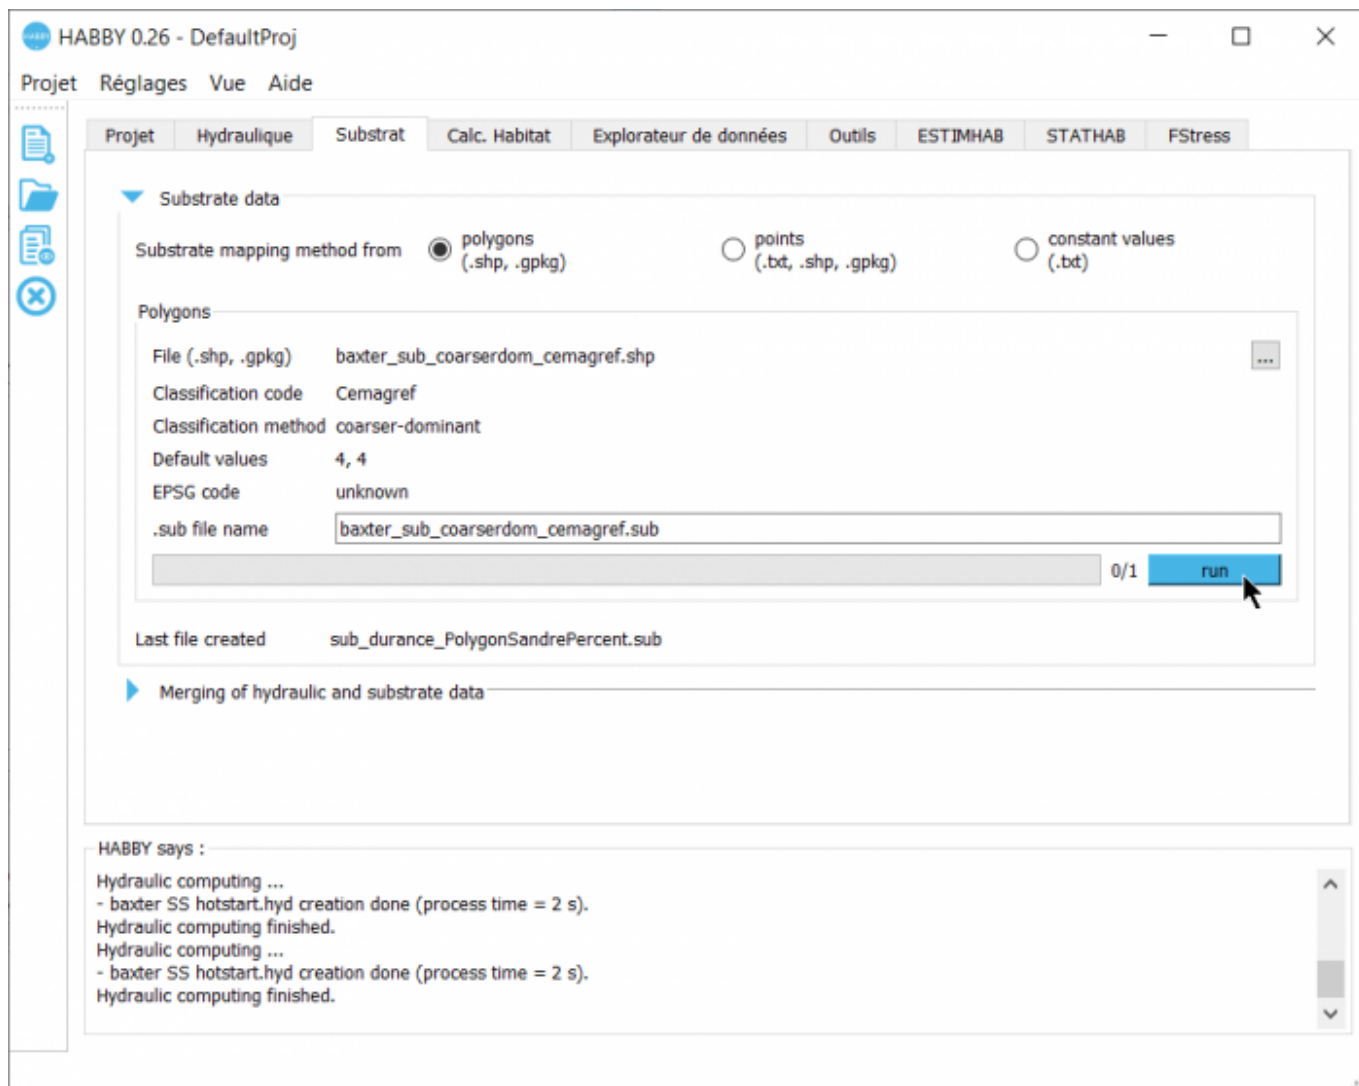 HABBY 0.26 - DefaultProj
Projet Réglages Vue Aide
Projet Hydraulique Substrat Calc. Habitat Explorateur de données Outils ESTIMHAB STATHAB FStress
Substrate data
Substrate mapping method from polygons (.shp, .gpkg) points (.txt, .shp, .gpkg) constant values (.txt)
Polygons
File (.shp, .gpkg) baxter_sub_coarserdom_cemagref.shp ...
Classification code Cemagref
Classification method coarser-dominant
Default values 4, 4
EPSG code unknown
.sub file name baxter_sub_coarserdom_cemagref.sub
0/1 run
Last file created sub_durance_PolygonSandrePercent.sub
Merging of hydraulic and substrate data
HABBY says :
Hydraulic computing ...
- baxter SS hotstart.hyd creation done (process time = 2 s).
Hydraulic computing finished.
Hydraulic computing ...
- baxter SS hotstart.hyd creation done (process time = 2 s).
Hydraulic computing finished.